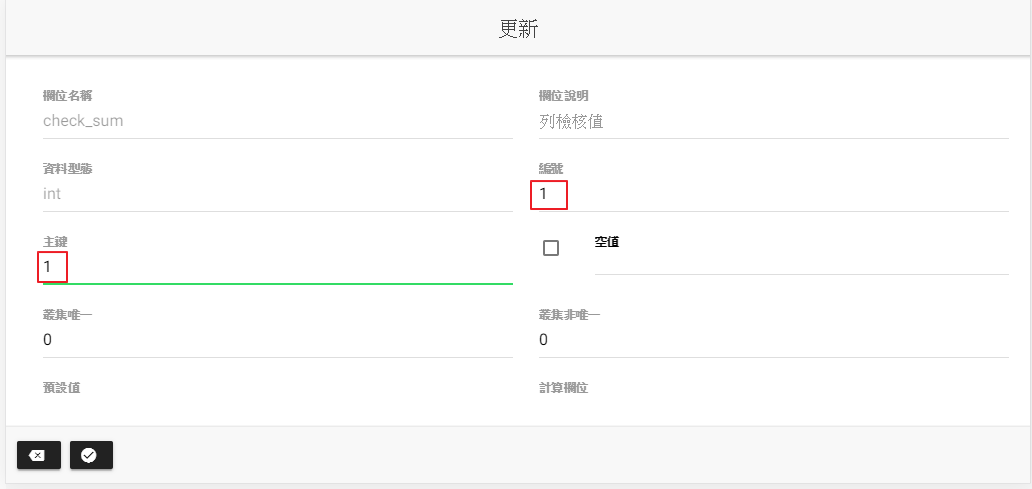 更新
欄位名稱
check_sum
欄位說明
列檢核值
資料型態
int
編號
1
主鍵
1
空值
叢集唯一
0
叢集非唯一
0
預設值
計算欄位